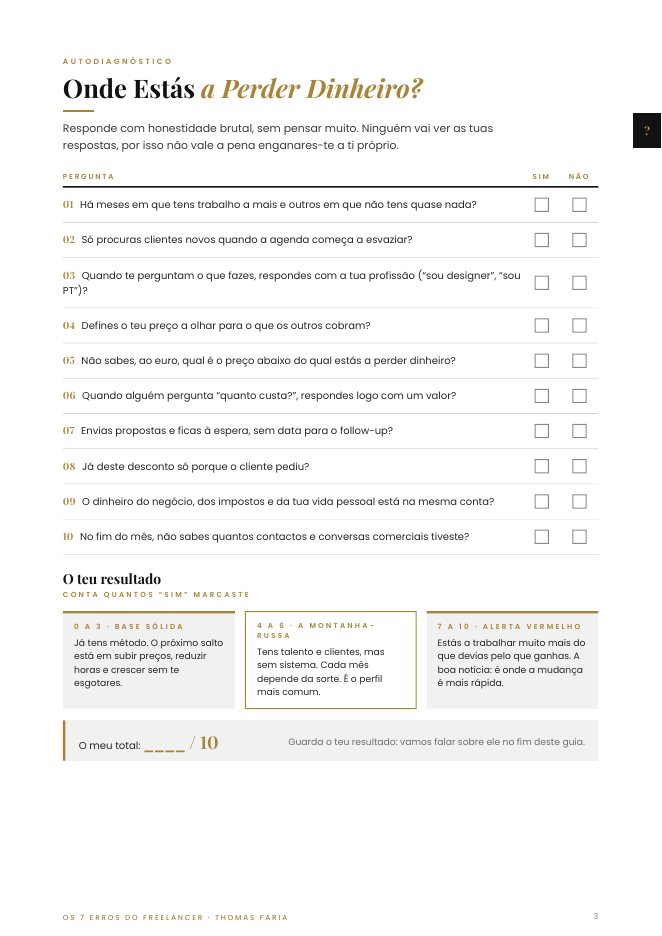 AUTODIAGNÓSTICO
Onde Estás a Perder Dinheiro?
?
Responde com honestidade brutal, sem pensar muito. Ninguém vai ver as tuas
respostas, por isso não vale a pena enganares-te a ti próprio.
PERGUNTA SIM NÃO
01 Há meses em que tens trabalho a mais e outros em que não tens quase nada?
02 Só procuras clientes novos quando a agenda começa a esvaziar?
03 Quando te perguntam o que fazes, respondes com a tua profissão (“sou designer”, “sou
PT”)?
04 Defines o teu preço a olhar para o que os outros cobram?
05 Não sabes, ao euro, qual é o preço abaixo do qual estás a perder dinheiro?
06 Quando alguém pergunta “quanto custa?”, respondes logo com um valor?
07 Envias propostas e ficas à espera, sem data para o follow-up?
08 Já deste desconto só porque o cliente pediu?
09 O dinheiro do negócio, dos impostos e da tua vida pessoal está na mesma conta?
10 No fim do mês, não sabes quantos contactos e conversas comerciais tiveste?
O teu resultado
CONTA QUANTOS “SIM” MARCASTE
0 A 3 · BASE SÓLIDA
Já tens método. O próximo salto
está em subir preços, reduzir
horas e crescer sem te
esgotares.
4 A 6 · A MONTANHA-
RUSSA
Tens talento e clientes, mas
sem sistema. Cada mês
depende da sorte. É o perfil
mais comum.
7 A 10 · ALERTA VERMELHO
Estás a trabalhar muito mais do
que devias pelo que ganhas. A
boa notícia: é onde a mudança
é mais rápida.
O meu total: ____ / 10
Guarda o teu resultado: vamos falar sobre ele no fim deste guia.
OS 7 ERROS DO FREELANCER · THOMAS FARIA
3